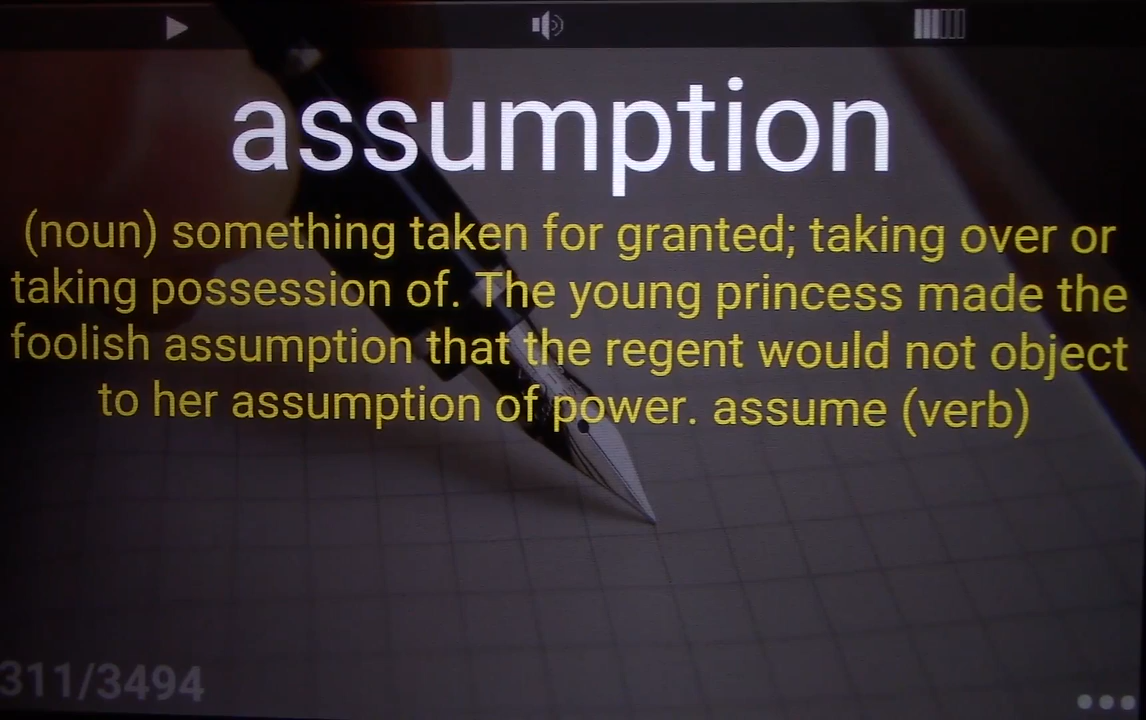 assumption
(noun) something taken for granted; taking over or
taking possession of. The young princess made the
foolish assumption that the regent would not object
to her assumption of power. assume (verb)
311/3494